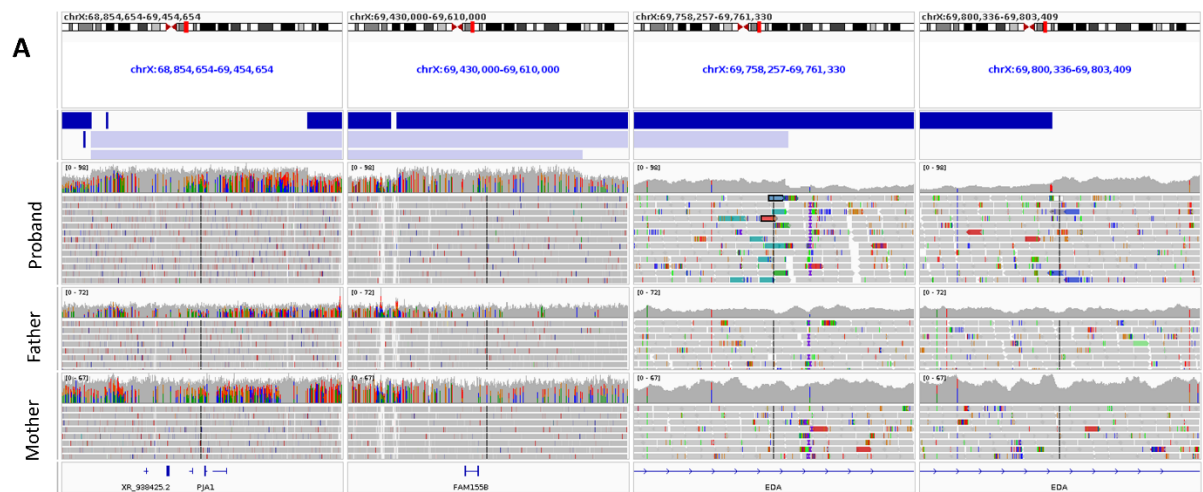 chrX:68,854,654-69,454,654
chrX:69,430,000-69,610,000
chrX:69,758,257-69,761,330
chrX:69,800,336-69,803,409
A
chrX:68,854,654-69,454,654
chrX:69,430,000-69,610,000
chrX:69,758,257-69,761,330
chrX:69,800,336-69,803,409
Proband
[0 - 98]
[0 - 98]
[0 - 98]
[0 - 98]
Father
[0 - 72]
[0 - 72]
[0 - 72]
[0 - 72]
Mother
[0 - 67]
[0 - 67]
[0 - 67]
[0 - 67]
XR_938425.2 PJA1
FAM155B
EDA
EDA